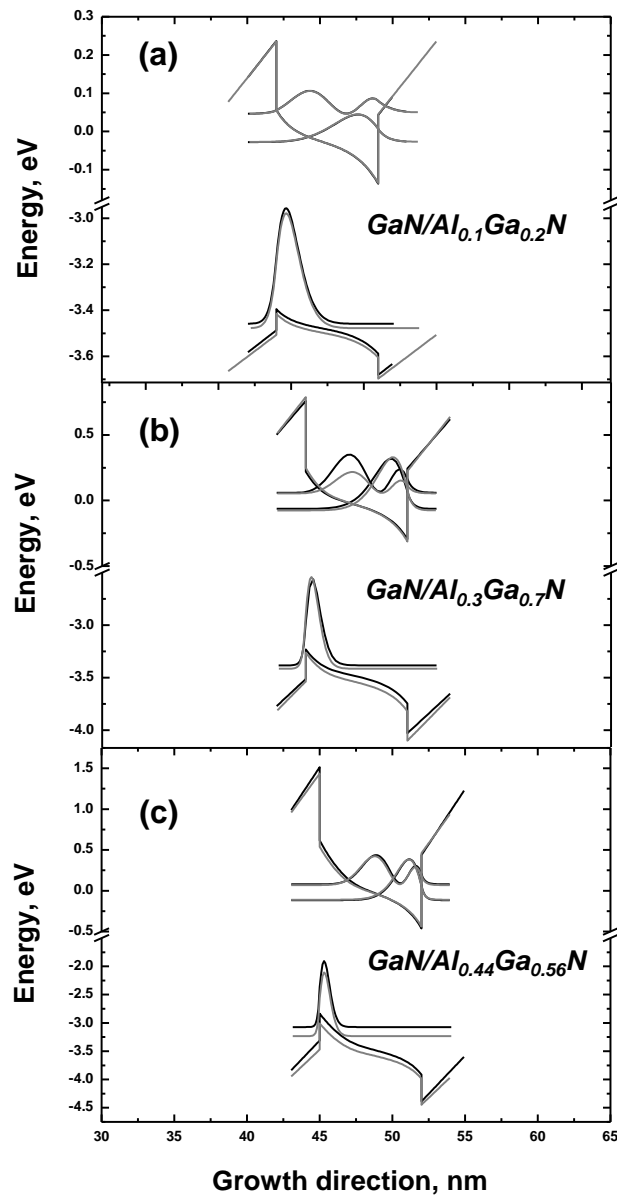 (a)
0.3
0.2
0.1
0.0
-0.1
-3.0
-3.2
-3.4
-3.6
Energy, eV
GaN/Al0.1Ga0.2N
(b)
0.5
0.0
0.5
-3.0
-3.5
-4.0
Energy, eV
GaN/Al0.3Ga0.7N
(c)
1.5
1.0
0.5
0.0
-0.5
-2.0
-2.5
-3.0
-3.5
-4.0
-4.5
Energy, eV
GaN/Al0.44Ga0.56N
30 35 40 45 50 55 60 65
Growth direction, nm